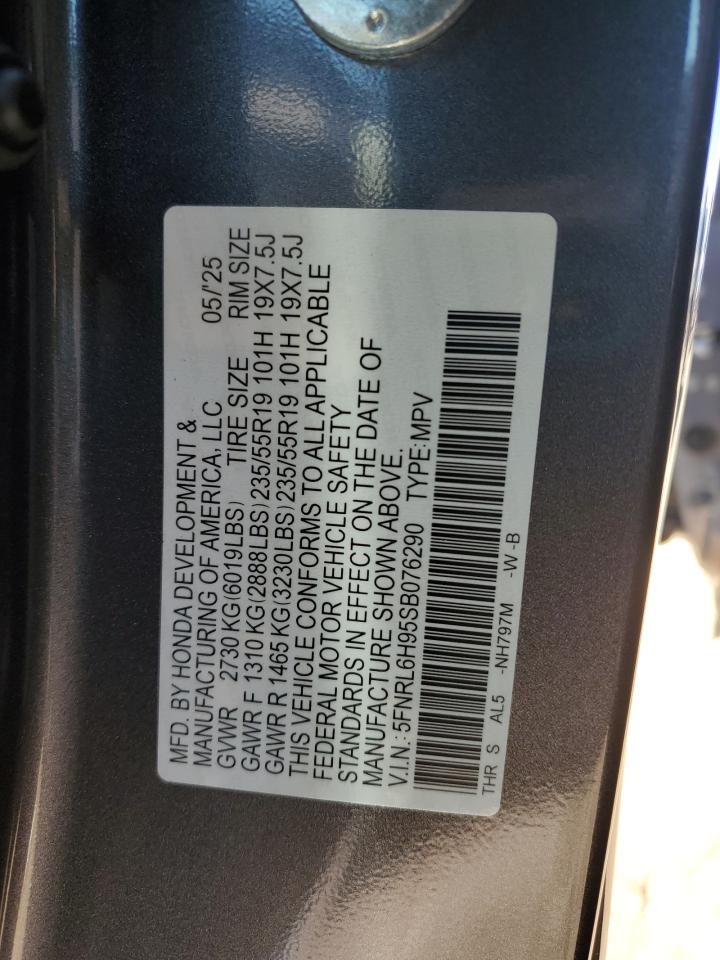 MFD. BY HONDA DEVELOPMENT &
MANUFACTURING OF AMERICA, LLC 05/'25
GVWR 2730 KG(6019LBS) TIRE SIZE RIM SIZE
GAWR F 1310 KG(2888LBS)235/55R19 101H 19X7.5J
GAWR R 1465 KG(3230LBS)235/55R19 101H 19X7.5J
THIS VEHICLE CONFORMS TO ALL APPLICABLE
FEDERAL MOTOR VEHICLE SAFETY
STANDARDS IN EFFECT ON THE DATE OF
MANUFACTURE SHOWN ABOVE.
V.I.N.:5FNRL6H95SB076290 TYPE:MPV
THR S AL5 -NH797M -W-B